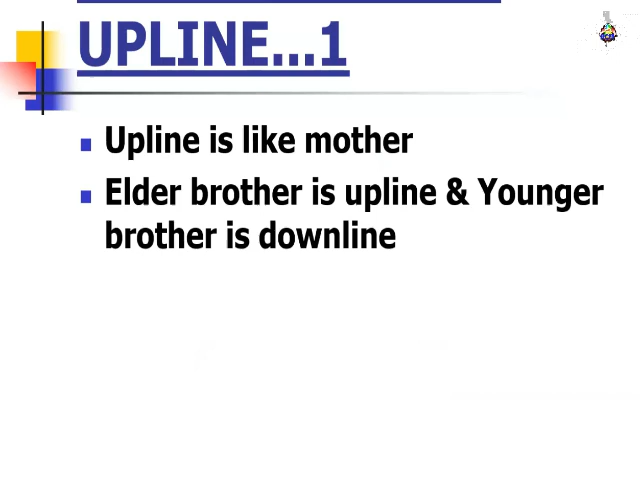 UPLINE...1
Upline is like mother
Elder brother is upline & Younger
brother is downline